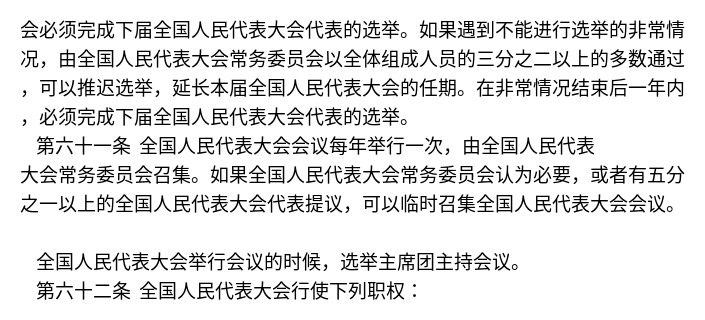 会必须完成下届全国人民代表大会代表的选举。如果遇到不能进行选举的非常情
况，由全国人民代表大会常务委员会以全体组成人员的三分之二以上的多数通过
，可以推迟选举，延长本届全国人民代表大会的任期。在非常情况结束后一年内
，必须完成下届全国人民代表大会代表的选举。
第六十一条 全国人民代表大会会议每年举行一次，由全国人民代表
大会常务委员会召集。如果全国人民代表大会常务委员会认为必要，或者有五分
之一以上的全国人民代表大会代表提议，可以临时召集全国人民代表大会会议。
全国人民代表大会举行会议的时候，选举主席团主持会议。
第六十二条 全国人民代表大会行使下列职权：